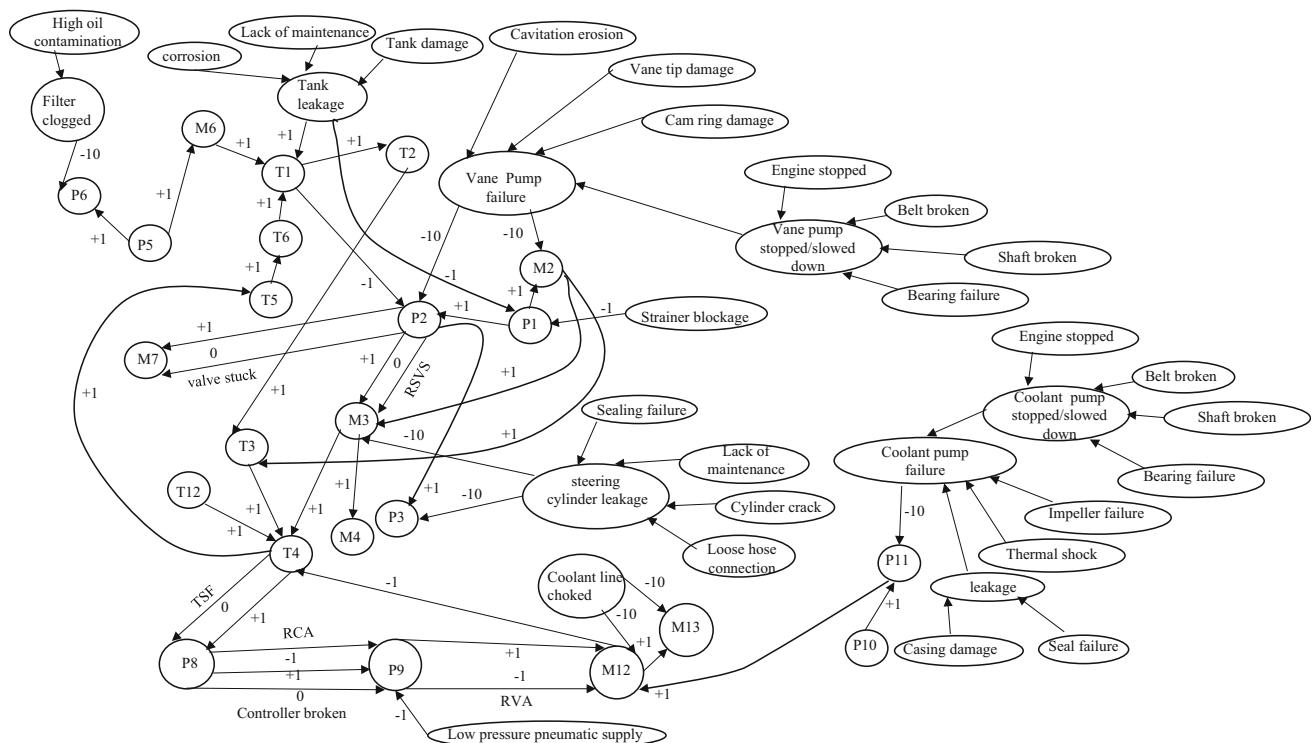 High oil
contamination
Lack of maintenance
corrosion
Tank damage
Cavitation erosion
Vane tip damage
Cam ring damage
Filter
clogged
Tank
leakage
-10
M6
+1
+1
+1
T2
T1
P6
+1
P5
+1
+1
T6
+1
T5
Vane Pump
failure
-10
-10
Engine stopped
Belt broken
Vane pump
stopped/slowed
down
Shaft broken
Bearing failure
M2
-1
-1
+1
+1
P2
P1
-1
Strainer blockage
+1
M7
0
valve stuck
+1
0
RSVS
+1
+1
+1
Engine stopped
Belt broken
Coolant pump
stopped/slowed
down
Shaft broken
Bearing failure
Sealing failure
M3
-10
+1
T3
Lack of
maintenance
steering
cylinder leakage
Cylinder crack
Loose hose
connection
Coolant pump
failure
Impeller failure
Thermal shock
leakage
Casing damage
Seal failure
T12
+1
+1
+1
+1
M4
P3
+1
-10
T4
-10
P11
+1
P10
TSF
0
+1
-1
Coolant line
choked
-10
-10
M13
+1
RCA
P8
-1
+1
0
Controller broken
P9
+1
-1
RVA
M12
+1
-1
Low pressure pneumatic supply